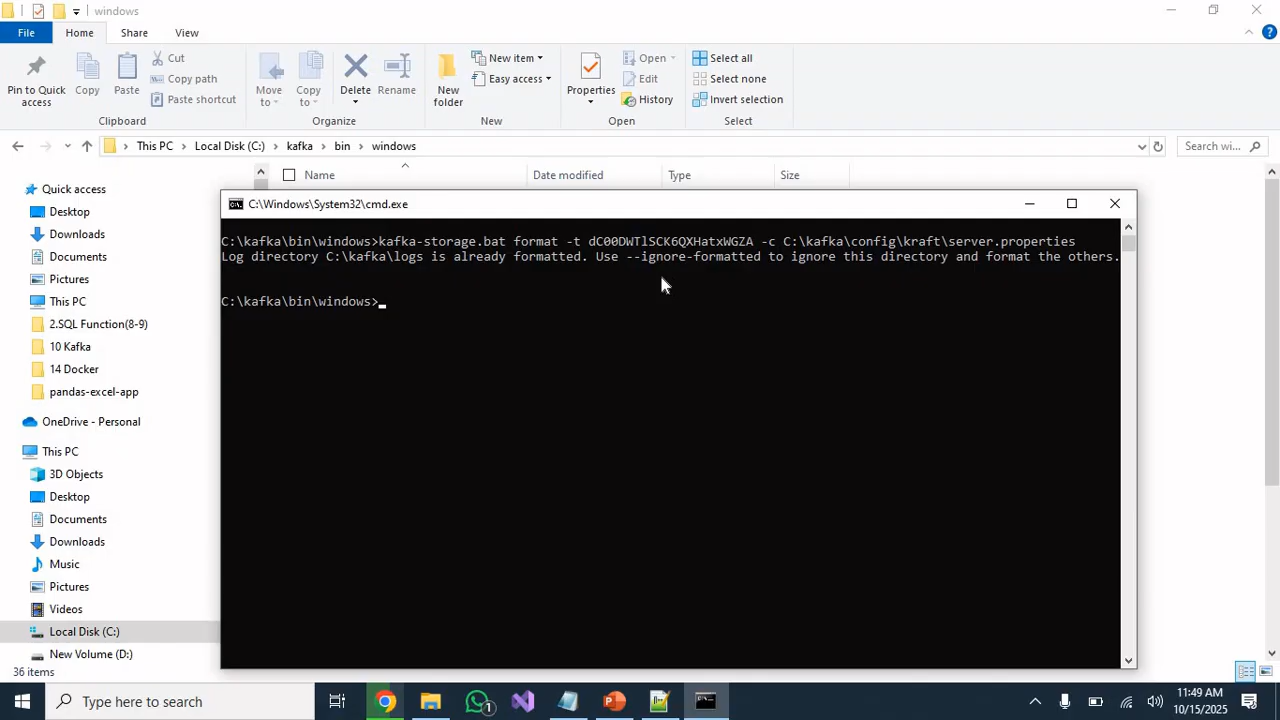 windows
File
Home
Share
View
Pin to Quick access
Copy
Paste
Cut
Copy path
Paste shortcut
Clipboard
Move to
Copy to
Delete
Rename
Organize
New folder
New item
Easy access
New
Properties
Open
Edit
History
Open
Select all
Select none
Invert selection
Select
This PC
Local Disk (C:)
kafka
bin
windows
Search wi...
Name
Date modified
Type
Size
Quick access
Desktop
Downloads
Documents
Pictures
This PC
2.SQL Function(8-9)
10 Kafka
14 Docker
pandas-excel-app
OneDrive - Personal
This PC
3D Objects
Desktop
Documents
Downloads
Music
Pictures
Videos
Local Disk (C:)
New Volume (D:)
36 items
C:\Windows\System32\cmd.exe
C:\kafka\bin\windows>kafka-storage.bat format -t dC00DWTlSCK6QXHatxWGZA -c C:\kafka\config\kraft\server.properties
Log directory C:\kafka\logs is already formatted. Use --ignore-formatted to ignore this directory and format the others.
C:\kafka\bin\windows>
Type here to search
1
11:49 AM
10/15/2025